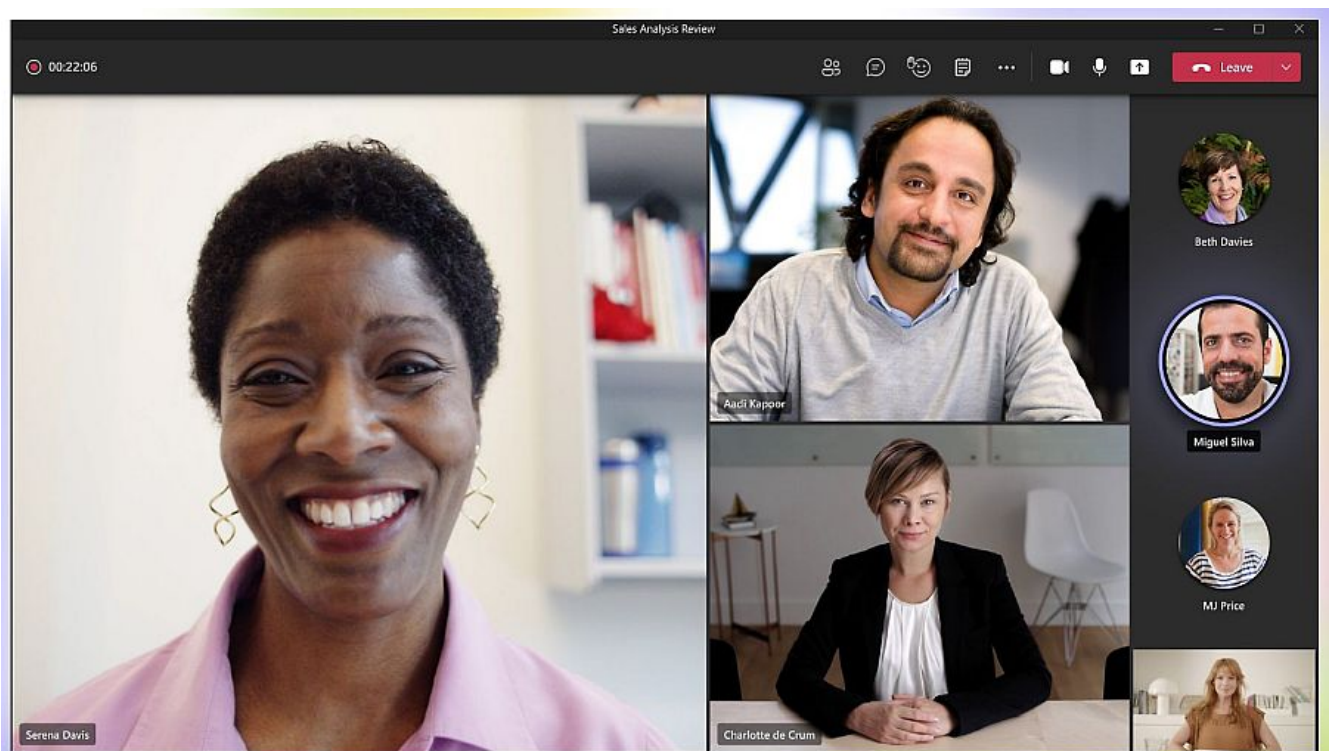 Sales Analysis Review
00:22:06
Leave
Beth Davies
Aadi Kapoor
Miguel Silva
MJ Price
Serena Davis
Charlotte de Crum